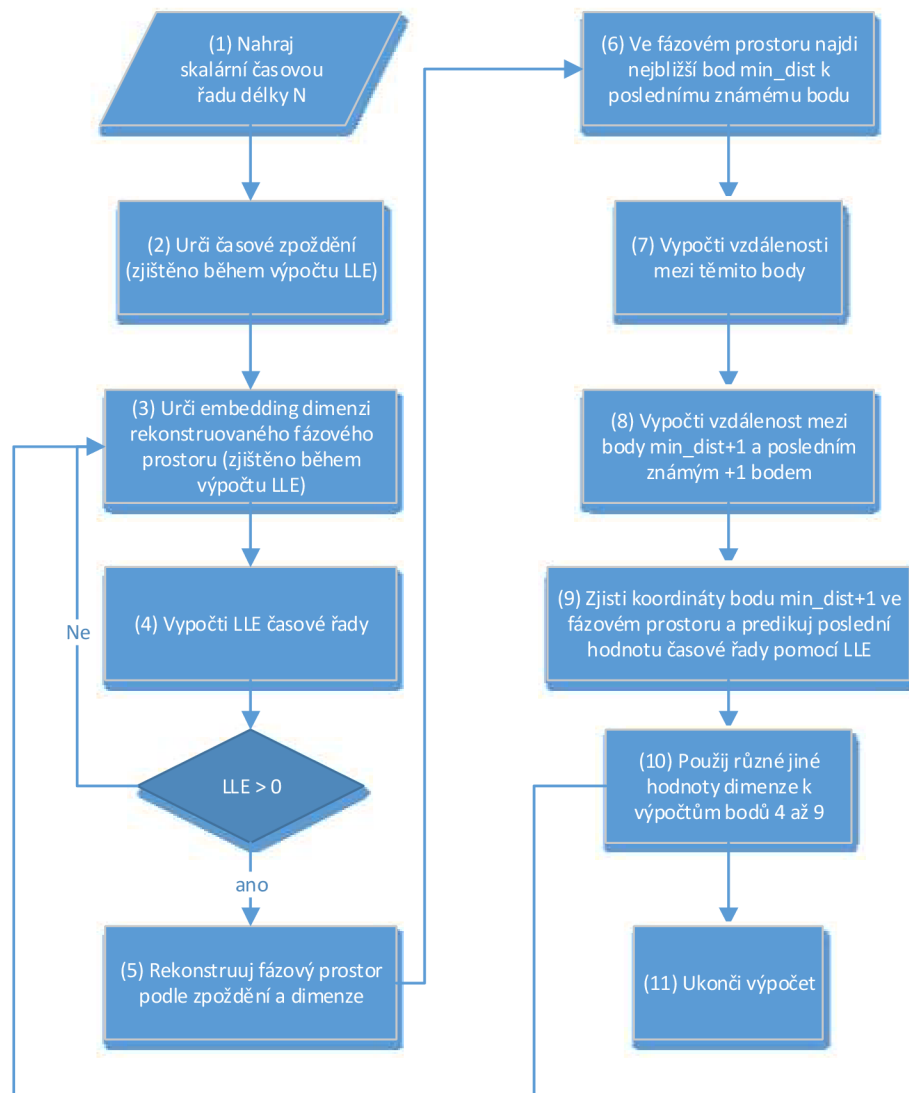 (1) Nahraj
skalární časovou
řadu délky N
(2) Urči časové zpoždění
(zjištěno během výpočtu LLE)
(3) Urči embedding dimenzi
rekonstruovaného fázového
prostoru (zjištěno během
výpočtu LLE)
(4) Vypočti LLE časové řady
Ne
LLE > 0
ano
(5) Rekonstruuj fázový prostor
podle zpoždění a dimenze
(6) Ve fázovém prostoru najdi
nejbližší bod min_dist k
poslednímu známému bodu
(7) Vypočti vzdálenosti
mezi těmito body
(8) Vypočti vzdálenost mezi
body min_dist+1 a posledním
známým +1 bodem
(9) Zjisti koordináty bodu min_dist+1 ve
fázovém prostoru a predikuj poslední
hodnotu časové řady pomocí LLE
(10) Použij různé jiné
hodnoty dimenze k
výpočtům bodů 4 až 9
(11) Ukonči výpočet